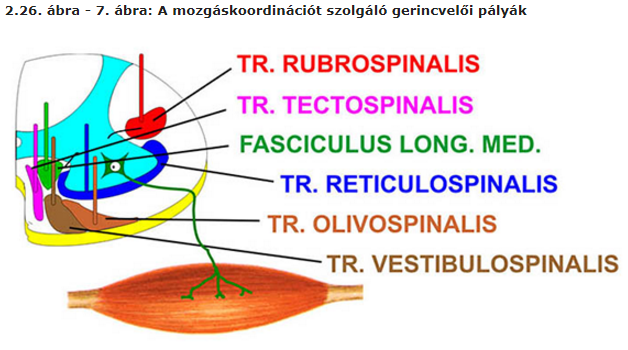 2.26. ábra - 7. ábra: A mozgáskoordinációt szolgáló gerincvelői pályák
TR. RUBROSPINALIS
TR. TECTOSPINALIS
FASCICULUS LONG. MED.
TR. RETICULOSPINALIS
TR. OLIVOSPINALIS
TR. VESTIBULOSPINALIS